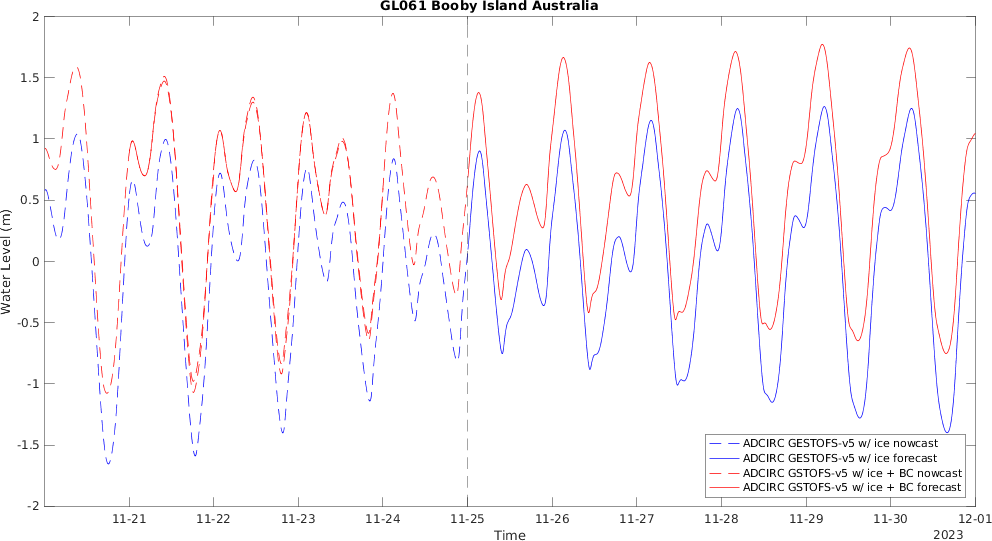 GL061 Booby Island Australia
Water Level (m)
2
1.5
1
0.5
0
-0.5
-1
-1.5
-2
ADCIRC GESTOFS-v5 w/ ice nowcast
ADCIRC GESTOFS-v5 w/ ice forecast
ADCIRC GSTOFS-v5 w/ ice + BC nowcast
ADCIRC GSTOFS-v5 w/ ice + BC forecast
11-21 11-22 11-23 11-24 11-25 11-26 11-27 11-28 11-29 11-30 12-01
Time
2023